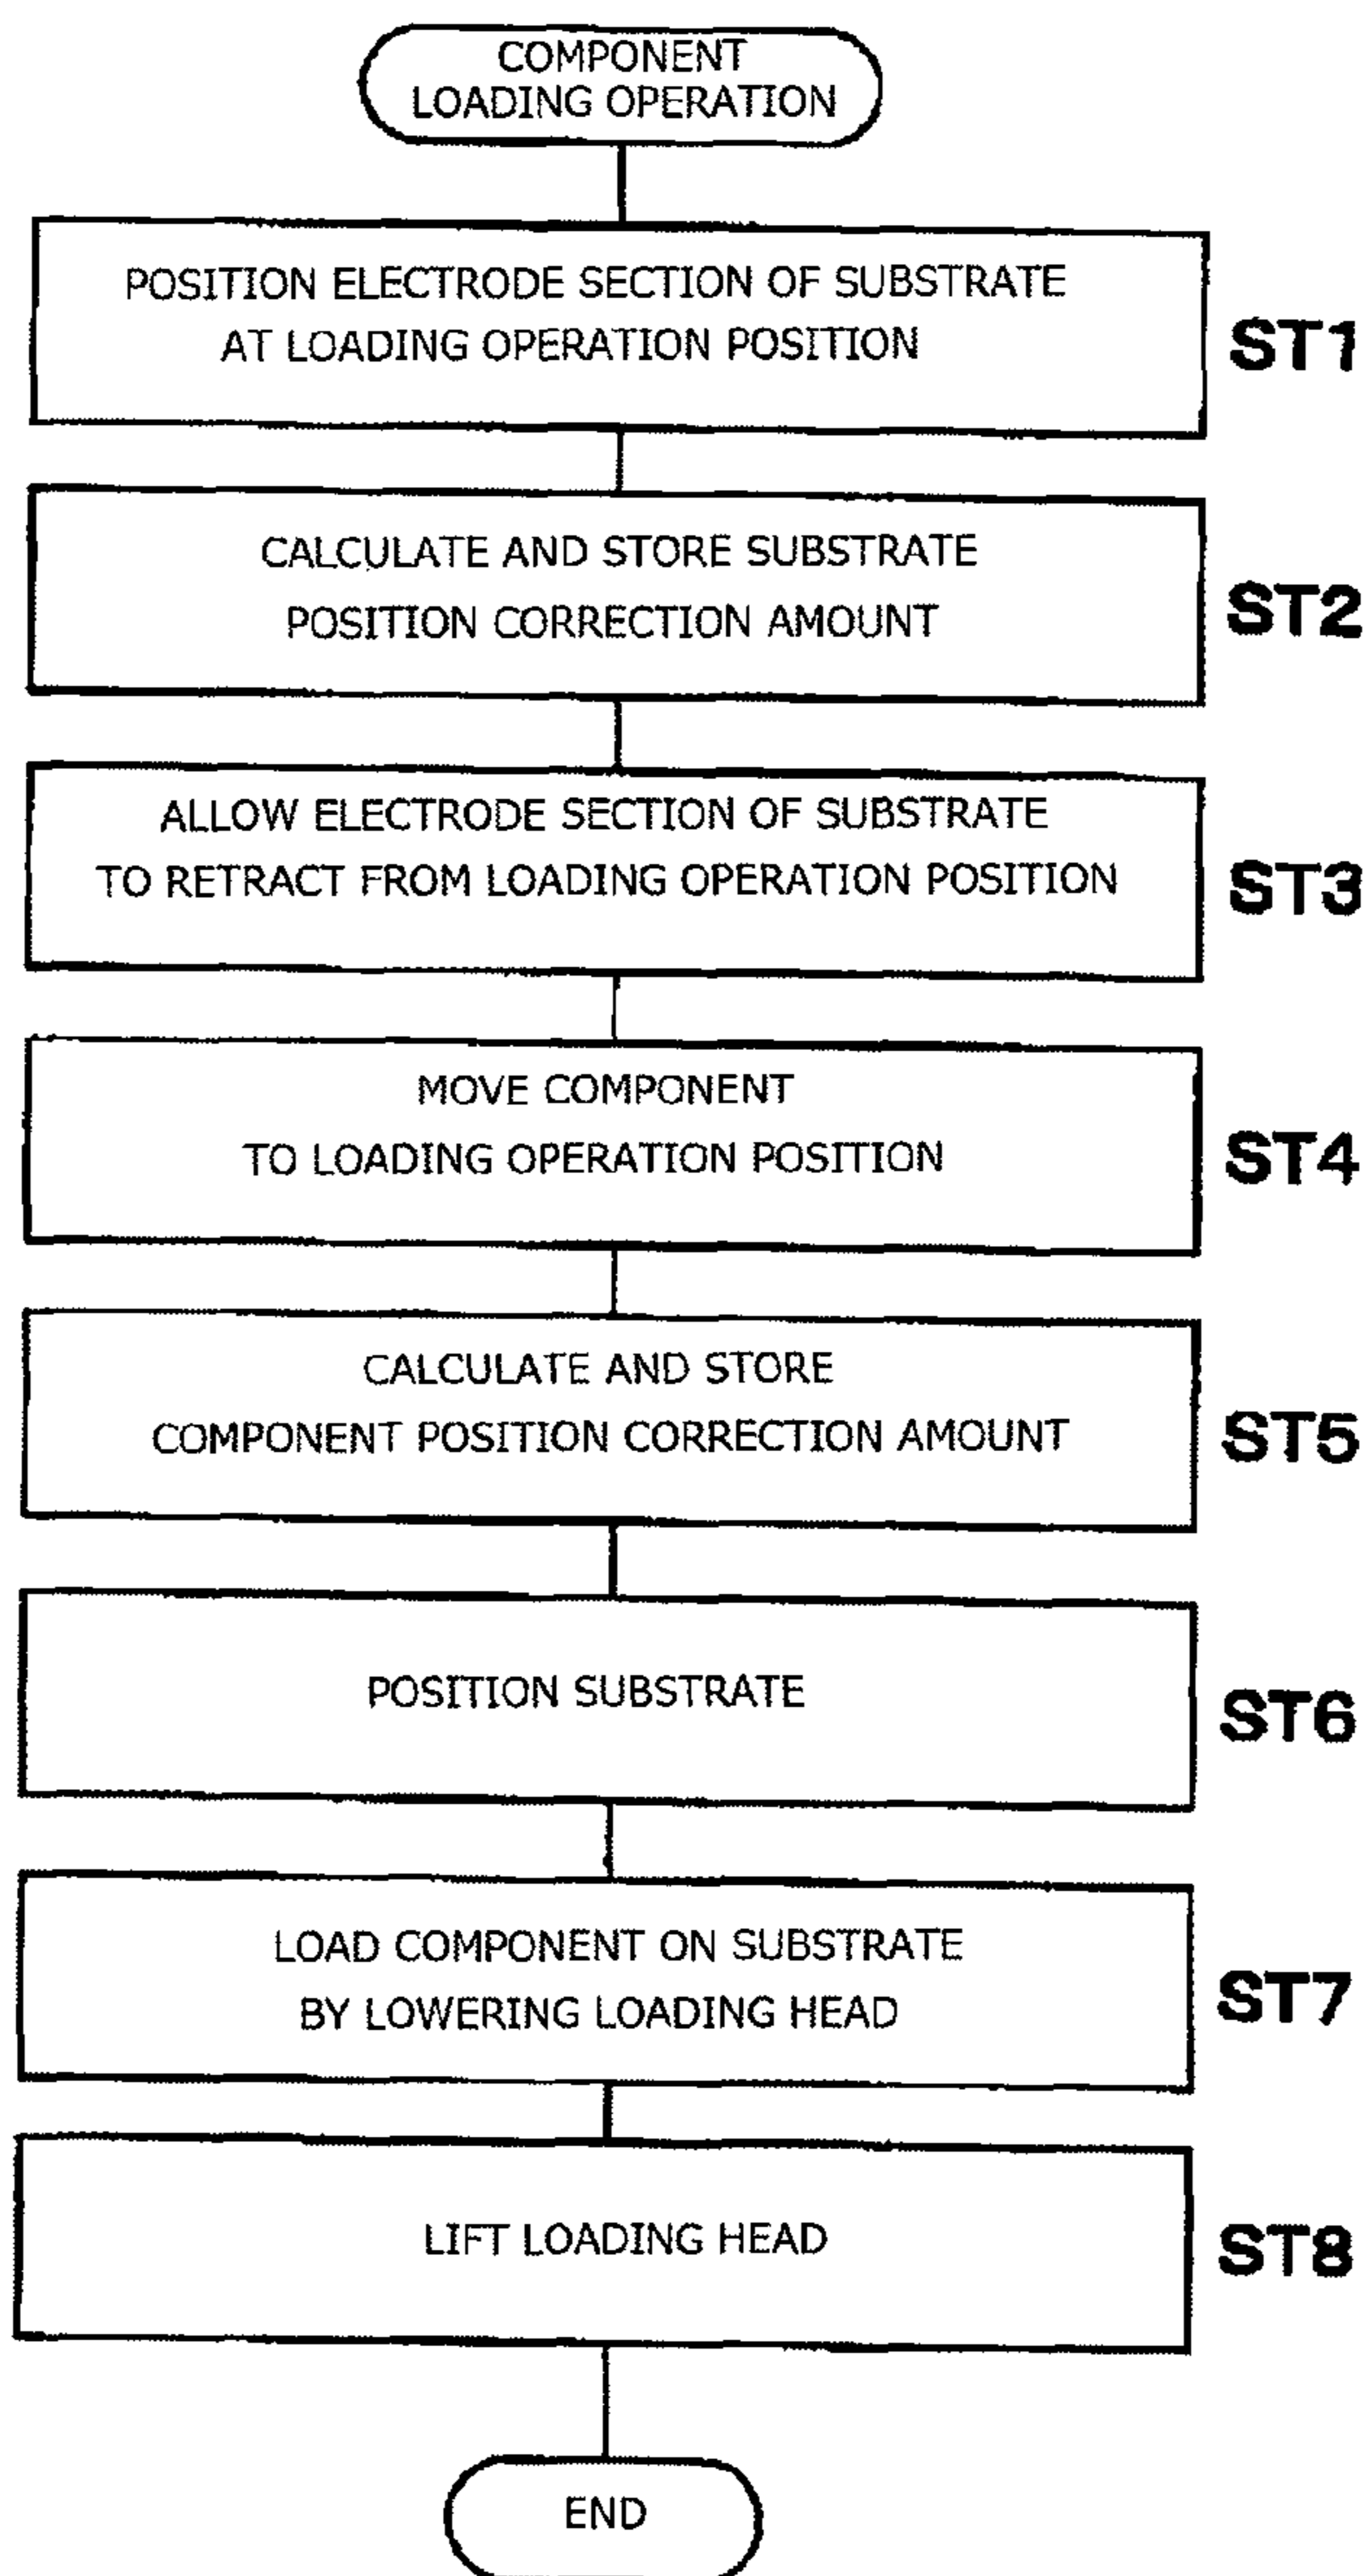 COMPONENT
LOADING OPERATION
POSITION ELECTRODE SECTION OF SUBSTRATE
AT LOADING OPERATION POSITION
ST1
CALCULATE AND STORE SUBSTRATE
POSITION CORRECTION AMOUNT
ST2
ALLOW ELECTRODE SECTION OF SUBSTRATE
TO RETRACT FROM LOADING OPERATION POSITION
ST3
MOVE COMPONENT
TO LOADING OPERATION POSITION
ST4
CALCULATE AND STORE
COMPONENT POSITION CORRECTION AMOUNT
ST5
POSITION SUBSTRATE
ST6
LOAD COMPONENT ON SUBSTRATE
BY LOWERING LOADING HEAD
ST7
LIFT LOADING HEAD
ST8
END